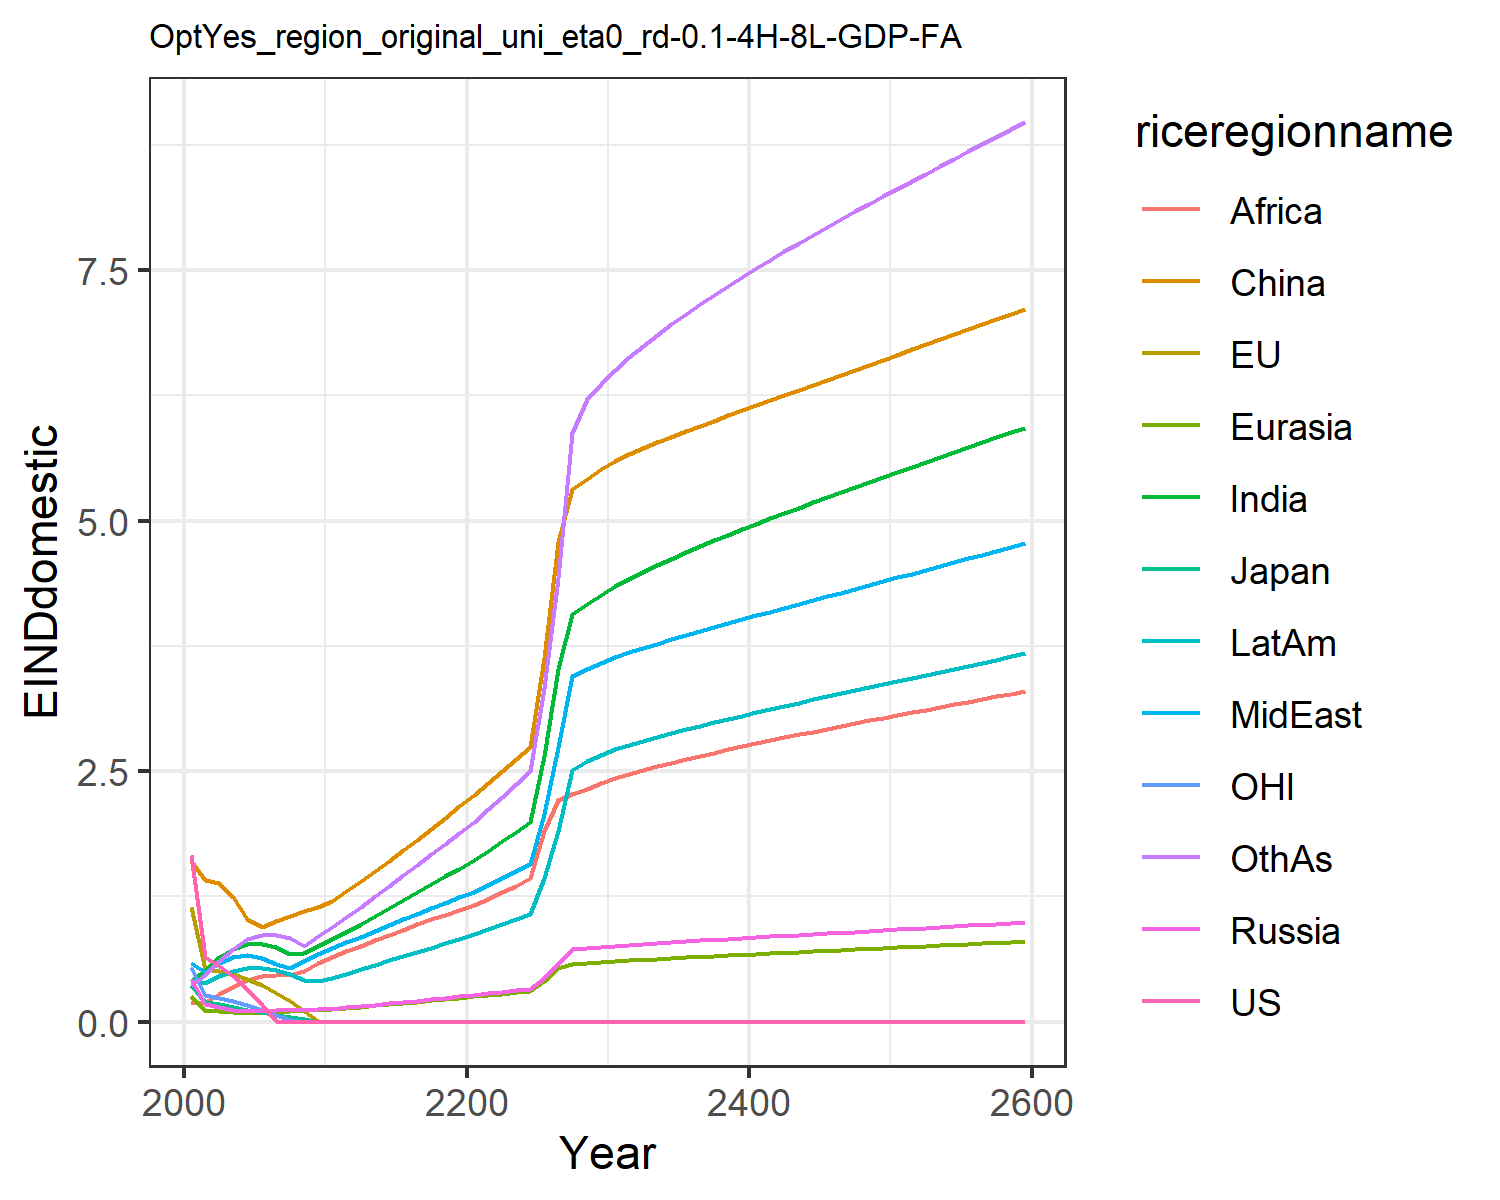 OptYes_region_original_uni_eta0_rd-0.1-4H-8L-GDP-FA
EINDdomestic
7.5
5.0
2.5
0.0
2000
2200
2400
2600
Year
riceregionname
Africa
China
EU
Eurasia
India
Japan
LatAm
MidEast
OHI
OthAs
Russia
US